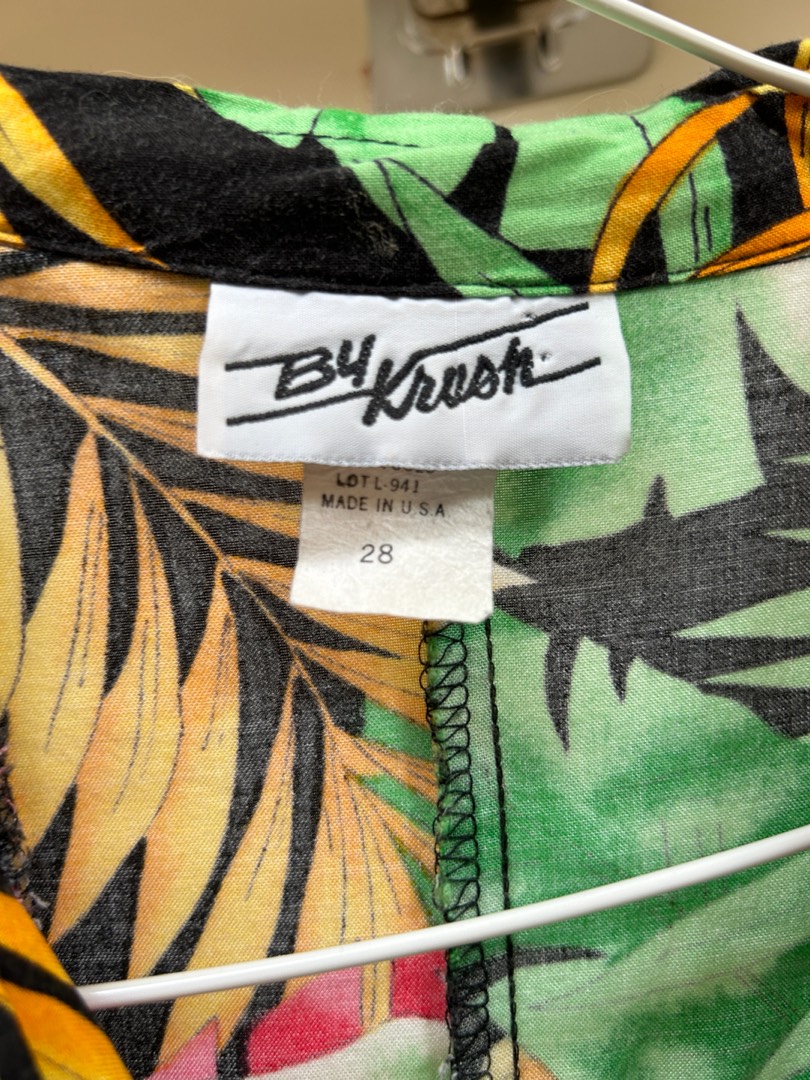 By Krush
LOT L-941
MADE IN U.S.A.
28